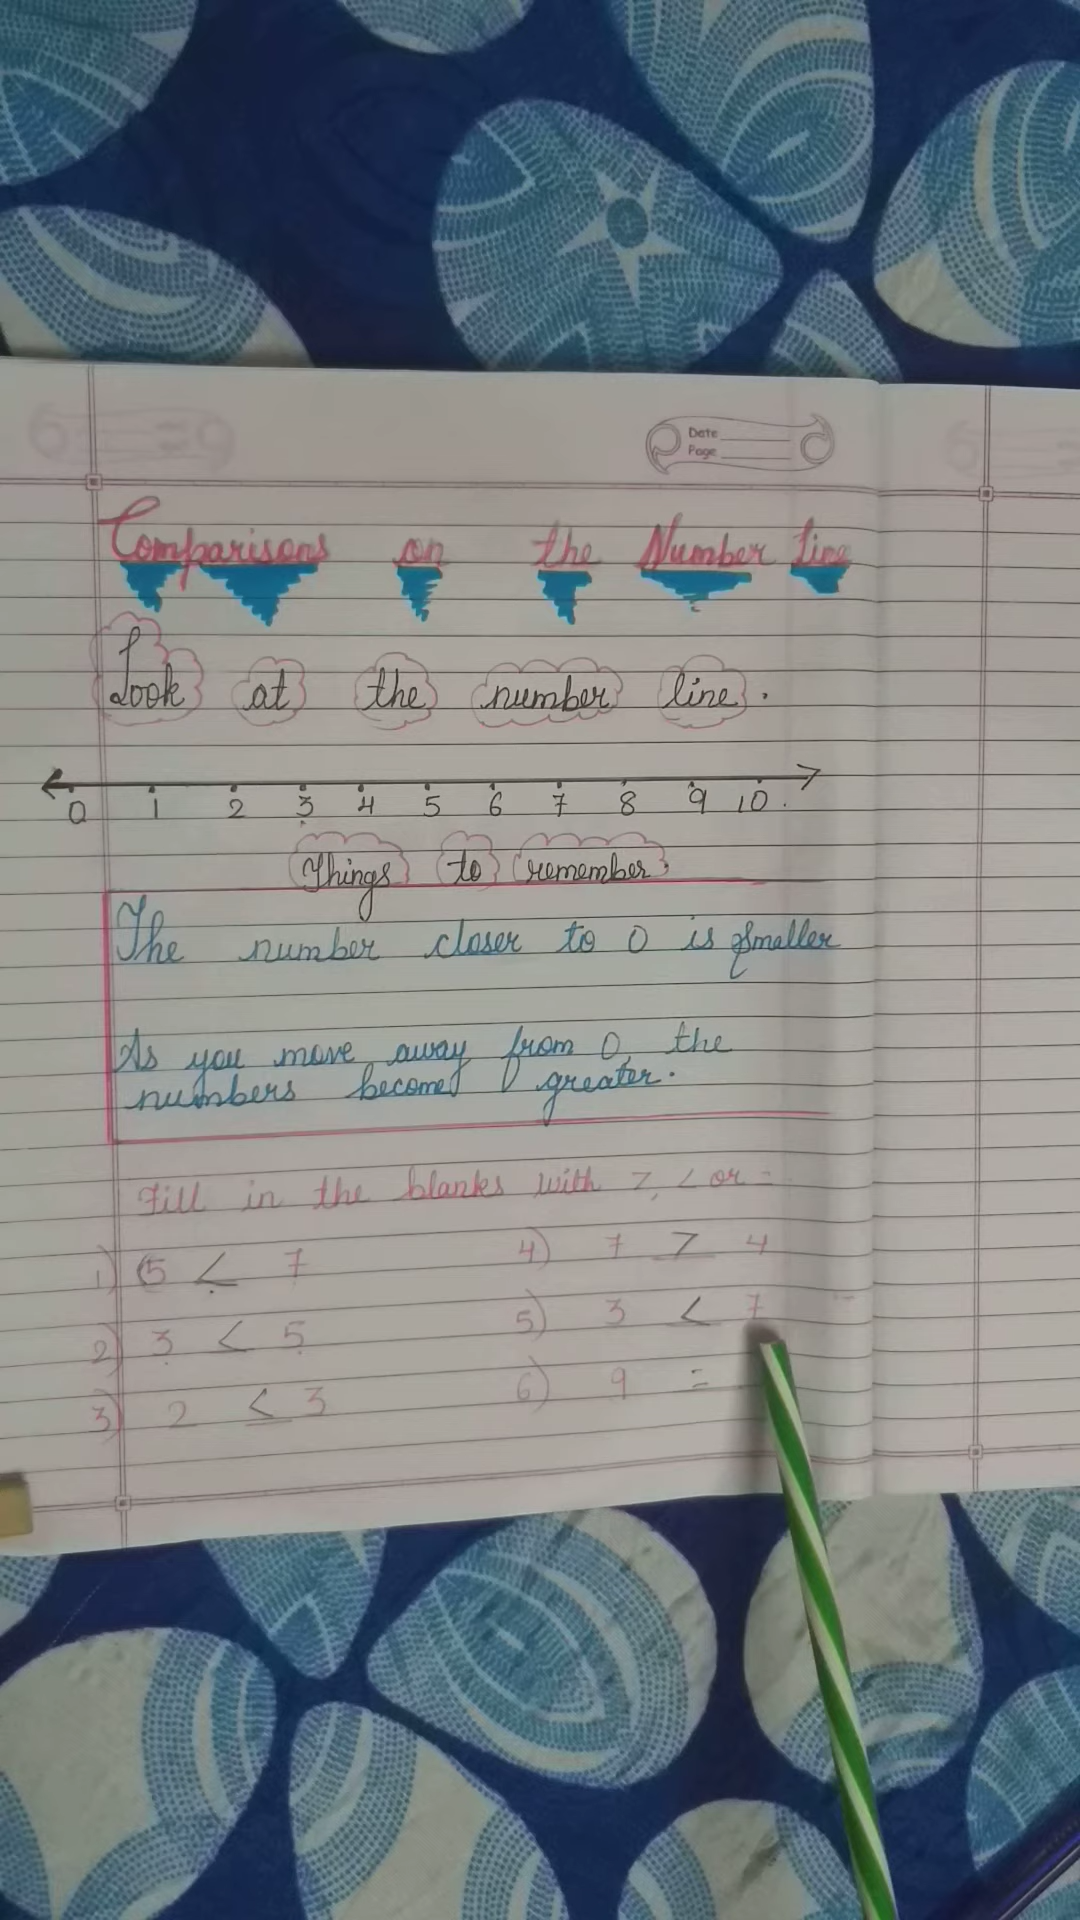 Date
Page
Comparisons on the Number Line
Look at the number line.
0 1 2 3 4 5 6 7 8 9 10.
Things to remember.
The number closer to 0 is smaller
As you move away from 0, the
numbers become greater.
Fill in the blanks with >, < or =
1) 5 < 7
2) 3 < 5
3) 2 < 3
4) 7 > 4
5) 3 < 7
6) 9 =